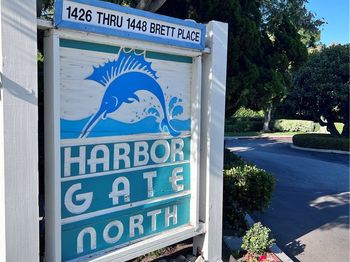 1426 THRU 1448 BRETT PLACE
HARBOR
GATE
NORTH